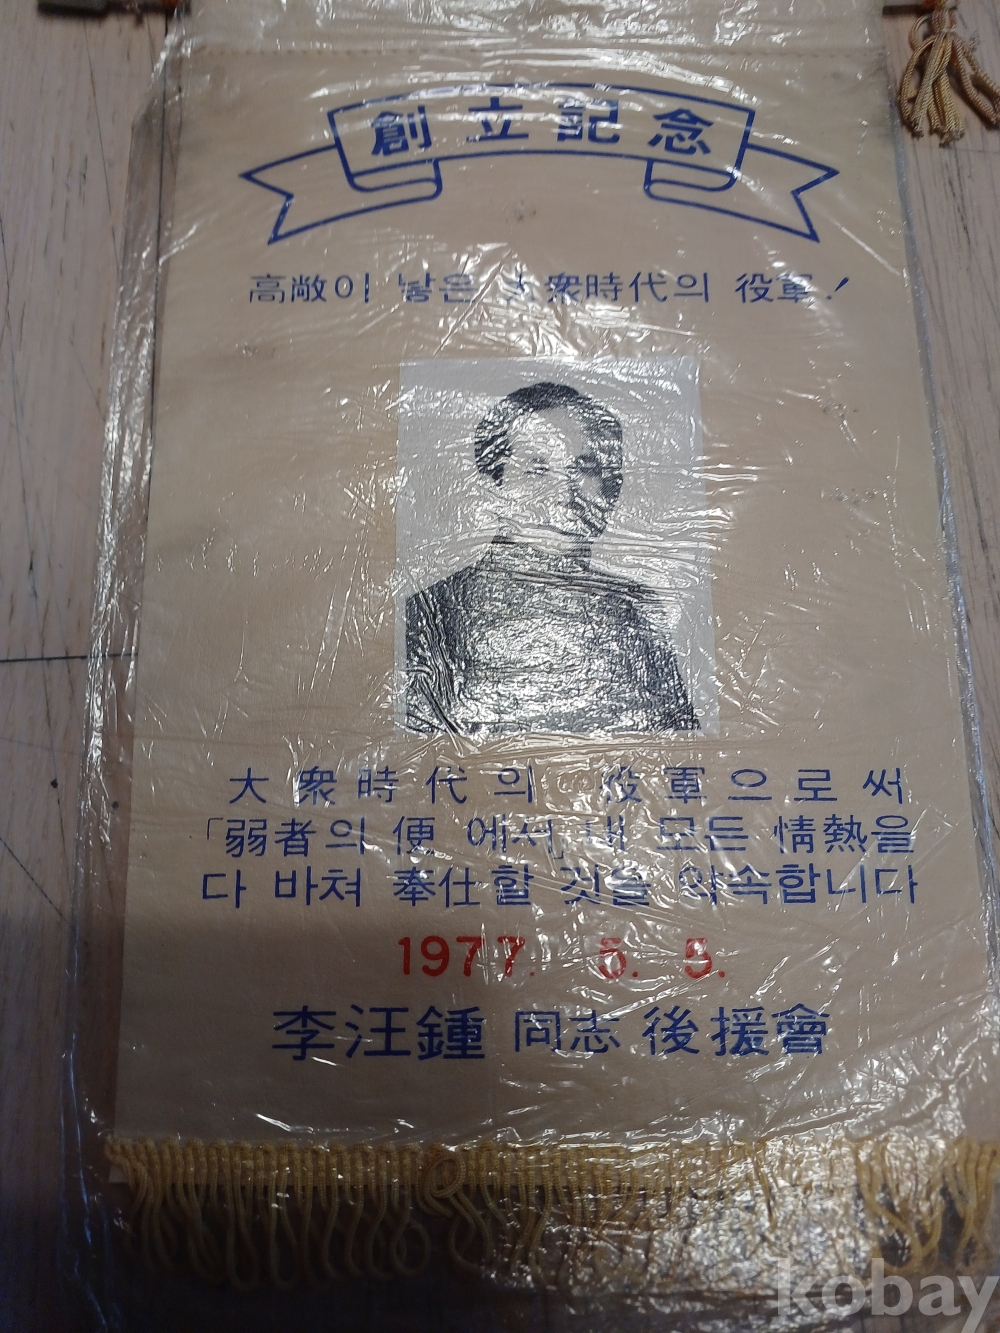 創立記念
高敞이 낳은 大衆時代의 役軍!
大衆時代의 役軍으로써
「弱者의 便 에서」내 모든 情熱을
다 바쳐 奉仕할 것을 약속합니다
1977. 5. 5.
李汪鍾 同志 後援會
kobay